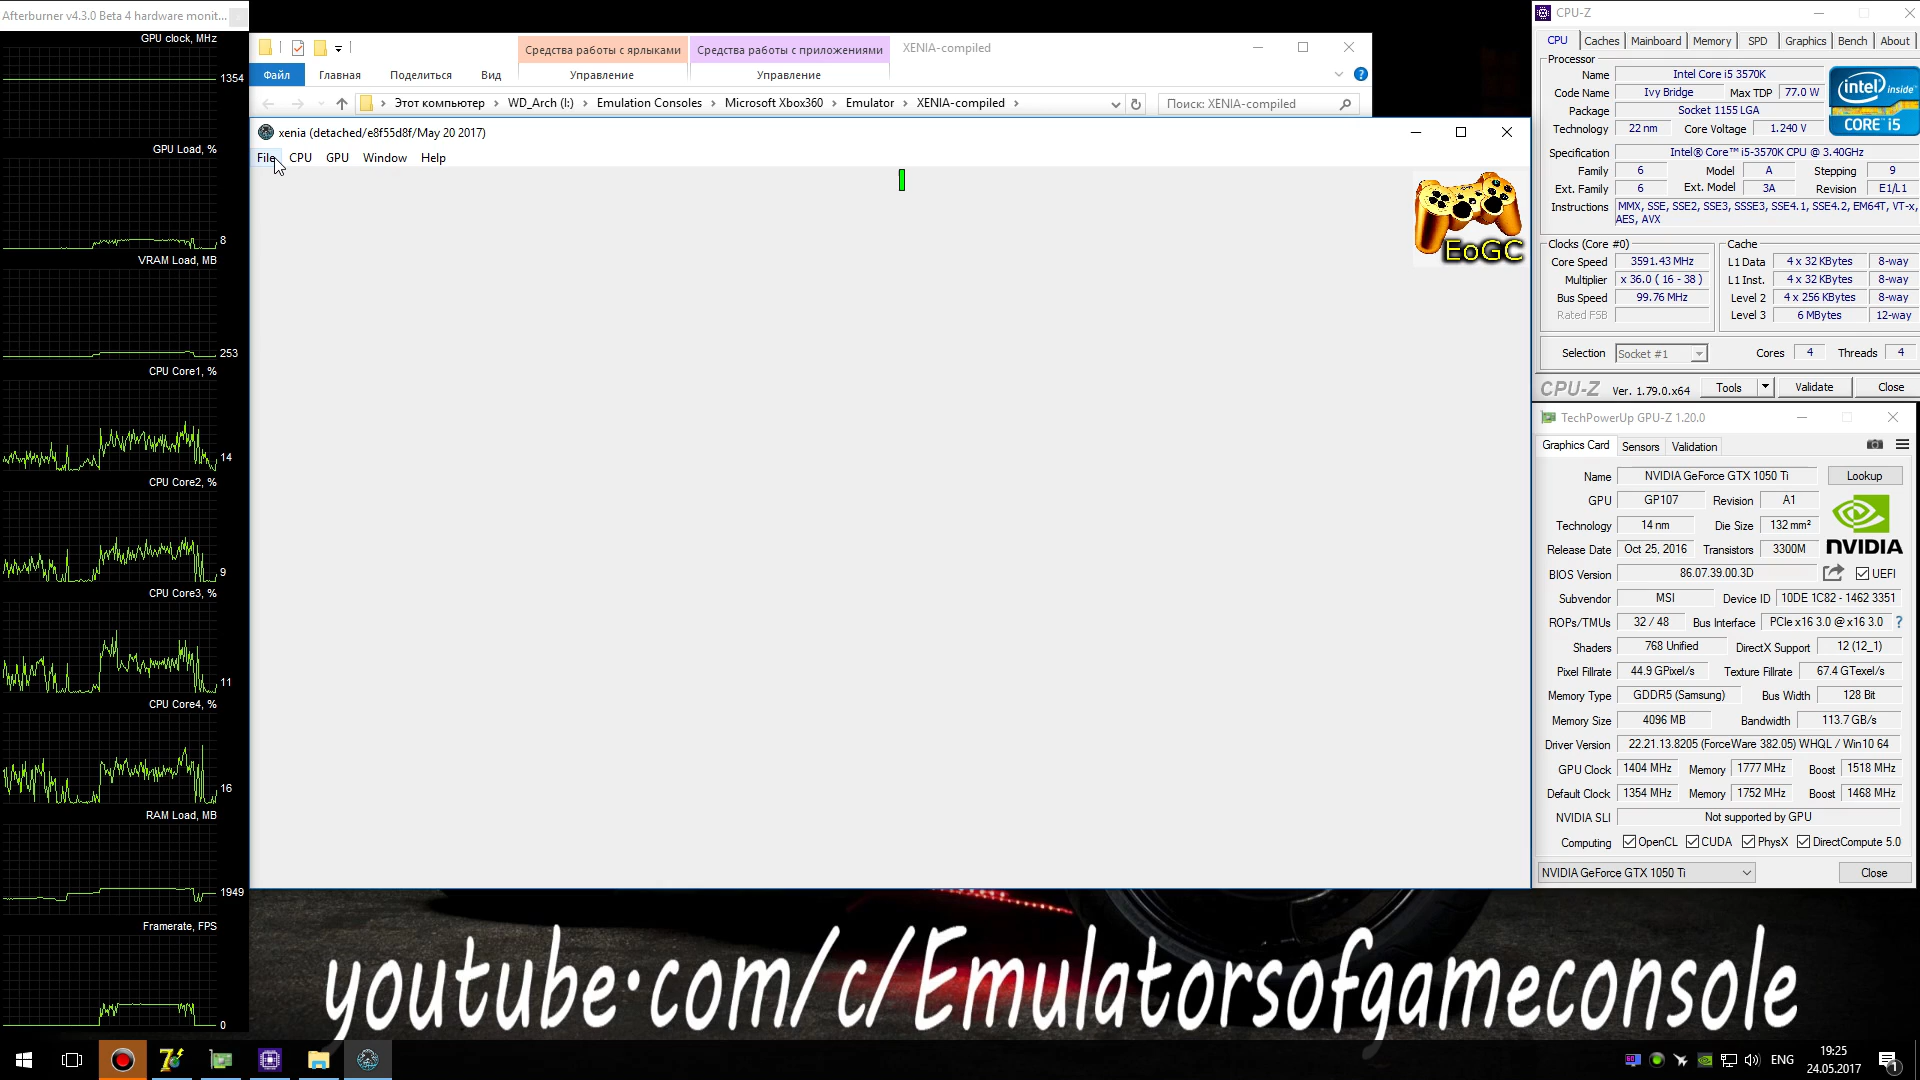 Afterburner v4.3.0 Beta 4 hardware monit...
GPU clock, MHz
1354
GPU Load, %
8
VRAM Load, MB
253
CPU Core1, %
14
CPU Core2, %
9
CPU Core3, %
11
CPU Core4, %
16
RAM Load, MB
1949
Framerate, FPS
0
Средства работы с ярлыками
Средства работы с приложениями
XENIA-compiled
Файл
Главная
Поделиться
Вид
Управление
Управление
Этот компьютер > WD_Arch (I:) > Emulation Consoles > Microsoft Xbox360 > Emulator > XENIA-compiled >
Поиск: XENIA-compiled
xenia (detached/e8f55d8f/May 20 2017)
File CPU GPU Window Help
EoGC
CPU-Z
CPU Caches Mainboard Memory SPD Graphics Bench About
Processor
Name Intel Core i5 3570K
Code Name Ivy Bridge Max TDP 77.0 W
Package Socket 1155 LGA
Technology 22 nm Core Voltage 1.240 V
intel inside™
CORE i5
Specification Intel® Core™ i5-3570K CPU @ 3.40GHz
Family 6 Model A Stepping 9
Ext. Family 6 Ext. Model 3A Revision E1/L1
Instructions MMX, SSE, SSE2, SSE3, SSSE3, SSE4.1, SSE4.2, EM64T, VT-x,
AES, AVX
Clocks (Core #0)
Core Speed 3591.43 MHz
Multiplier x 36.0 ( 16 - 38 )
Bus Speed 99.76 MHz
Rated FSB
Cache
L1 Data 4 x 32 KBytes 8-way
L1 Inst. 4 x 32 KBytes 8-way
Level 2 4 x 256 KBytes 8-way
Level 3 6 MBytes 12-way
Selection Socket #1 Cores 4 Threads 4
CPU-Z Ver. 1.79.0.x64 Tools Validate Close
TechPowerUp GPU-Z 1.20.0
Graphics Card Sensors Validation
Name NVIDIA GeForce GTX 1050 Ti Lookup
GPU GP107 Revision A1
Technology 14 nm Die Size 132 mm²
Release Date Oct 25, 2016 Transistors 3300M
NVIDIA
BIOS Version 86.07.39.00.3D UEFI
Subvendor MSI Device ID 10DE 1C82 - 1462 3351
ROPs/TMUs 32 / 48 Bus Interface PCIe x16 3.0 @ x16 3.0 ?
Shaders 768 Unified DirectX Support 12 (12_1)
Pixel Fillrate 44.9 GPixel/s Texture Fillrate 67.4 GTexel/s
Memory Type GDDR5 (Samsung) Bus Width 128 Bit
Memory Size 4096 MB Bandwidth 113.7 GB/s
Driver Version 22.21.13.8205 (ForceWare 382.05) WHQL / Win10 64
GPU Clock 1404 MHz Memory 1777 MHz Boost 1518 MHz
Default Clock 1354 MHz Memory 1752 MHz Boost 1468 MHz
NVIDIA SLI Not supported by GPU
Computing OpenCL CUDA PhysX DirectCompute 5.0
NVIDIA GeForce GTX 1050 Ti Close
youtube.com/c/Emulatorsofgameconsole
ENG
19:25
24.05.2017
1